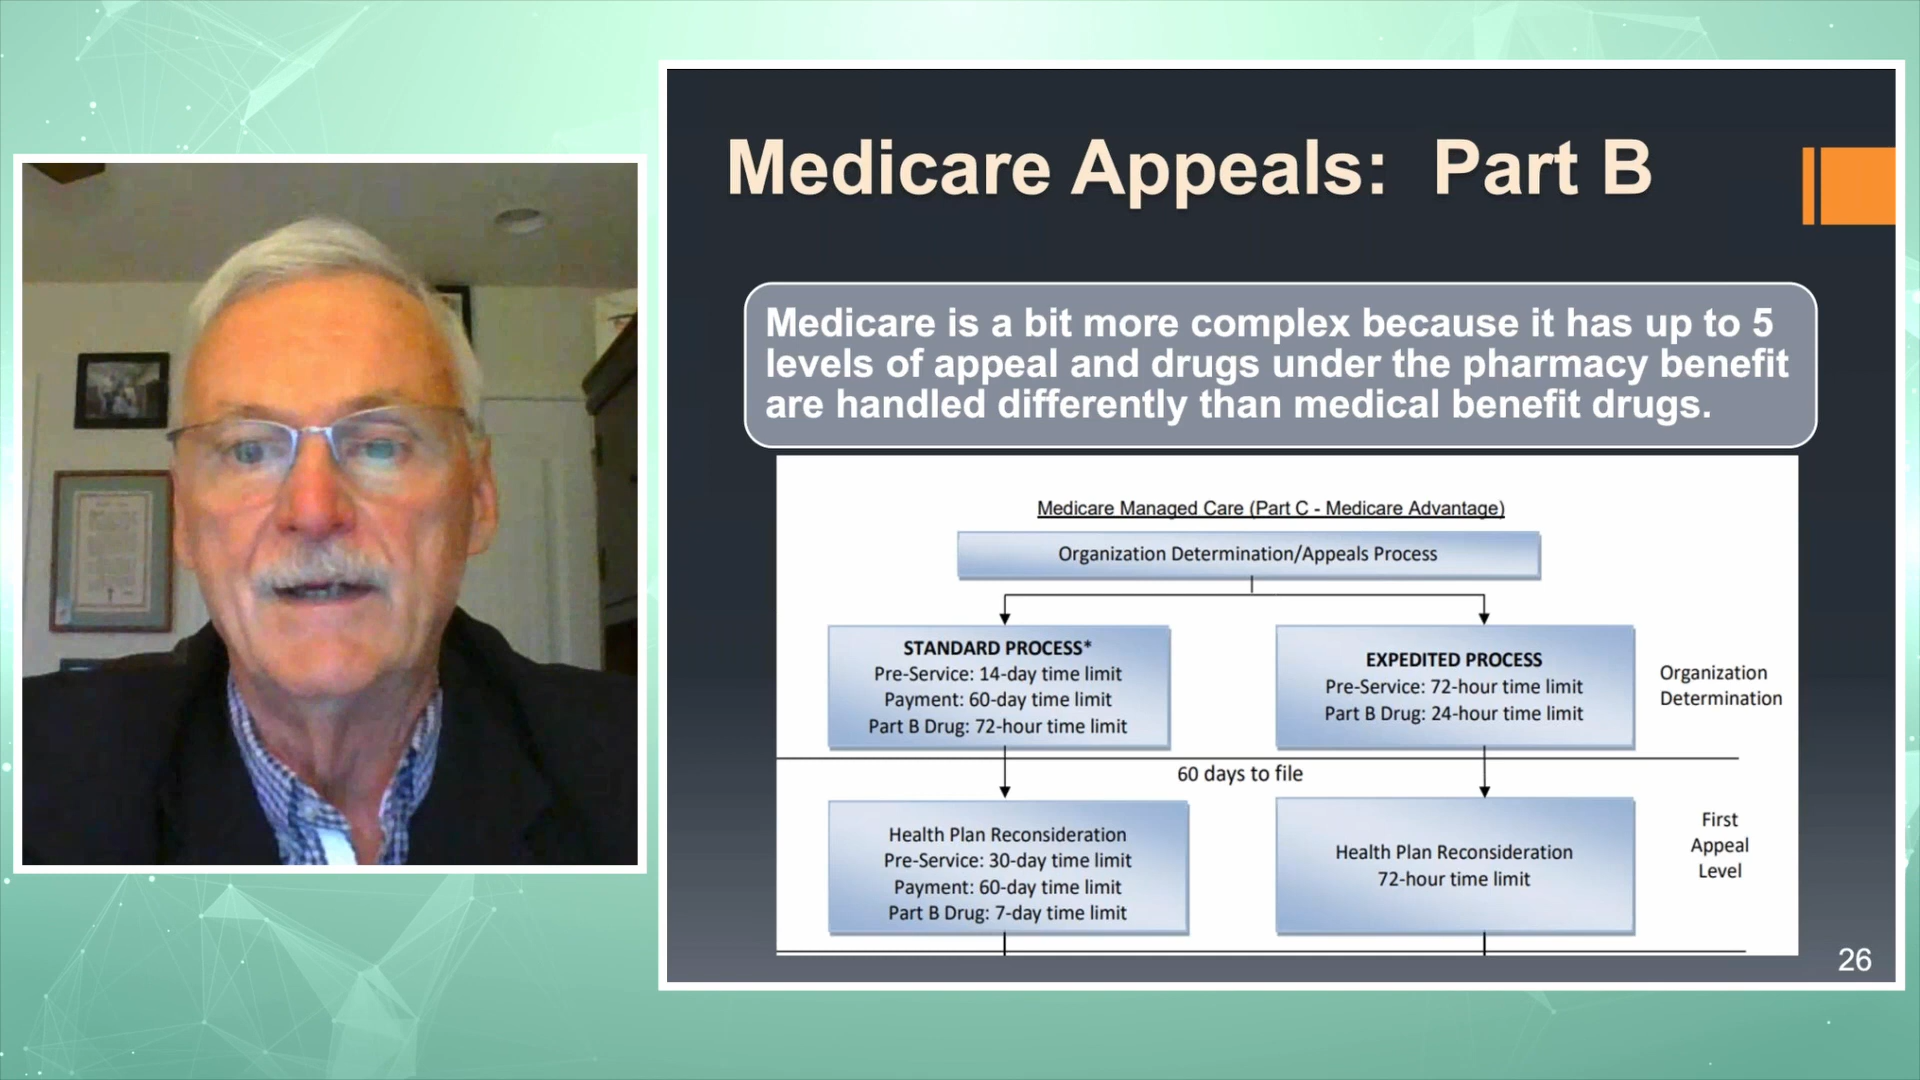 Medicare Appeals: Part B
Medicare is a bit more complex because it has up to 5
levels of appeal and drugs under the pharmacy benefit
are handled differently than medical benefit drugs.
Medicare Managed Care (Part C - Medicare Advantage)
Organization Determination/Appeals Process
STANDARD PROCESS*
Pre-Service: 14-day time limit
Payment: 60-day time limit
Part B Drug: 72-hour time limit
EXPEDITED PROCESS
Pre-Service: 72-hour time limit
Part B Drug: 24-hour time limit
Organization
Determination
60 days to file
Health Plan Reconsideration
Pre-Service: 30-day time limit
Payment: 60-day time limit
Part B Drug: 7-day time limit
Health Plan Reconsideration
72-hour time limit
First
Appeal
Level
26